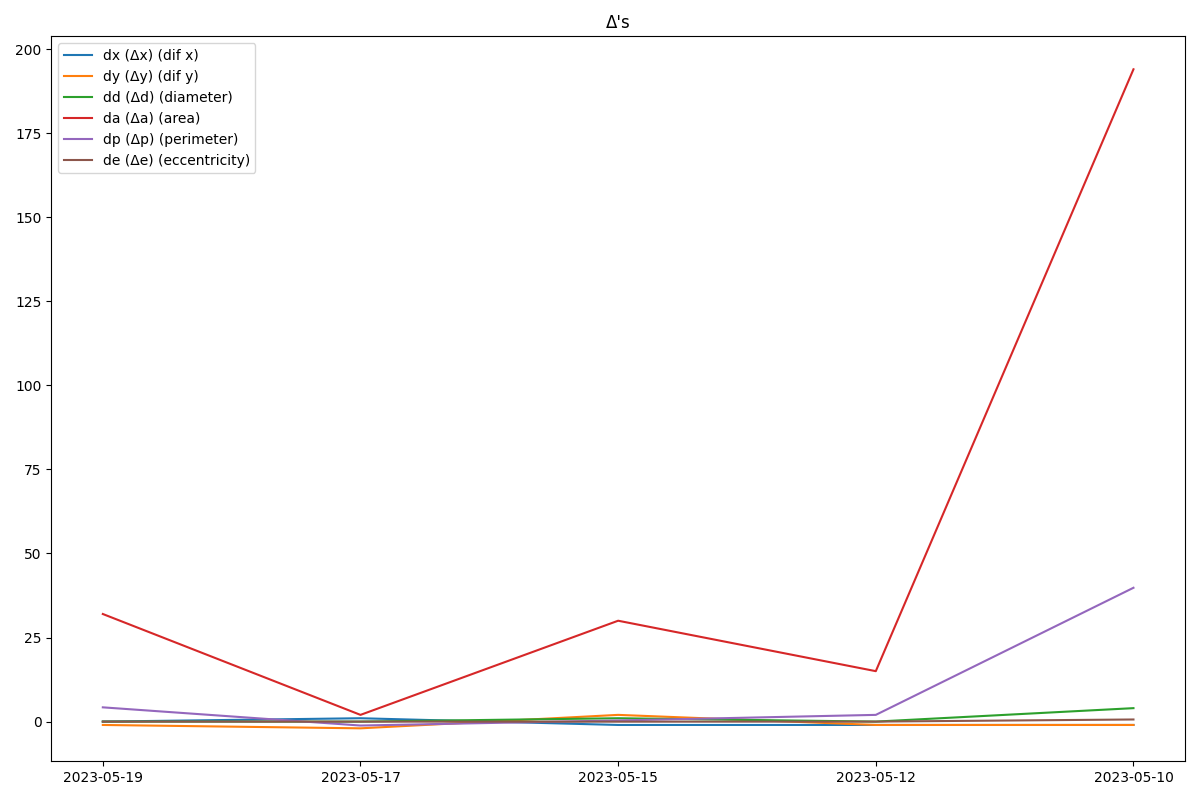 Δ's
dx (Δx) (dif x)
dy (Δy) (dif y)
dd (Δd) (diameter)
da (Δa) (area)
dp (Δp) (perimeter)
de (Δe) (eccentricity)
200
175
150
125
100
75
50
25
0
2023-05-19 2023-05-17 2023-05-15 2023-05-12 2023-05-10